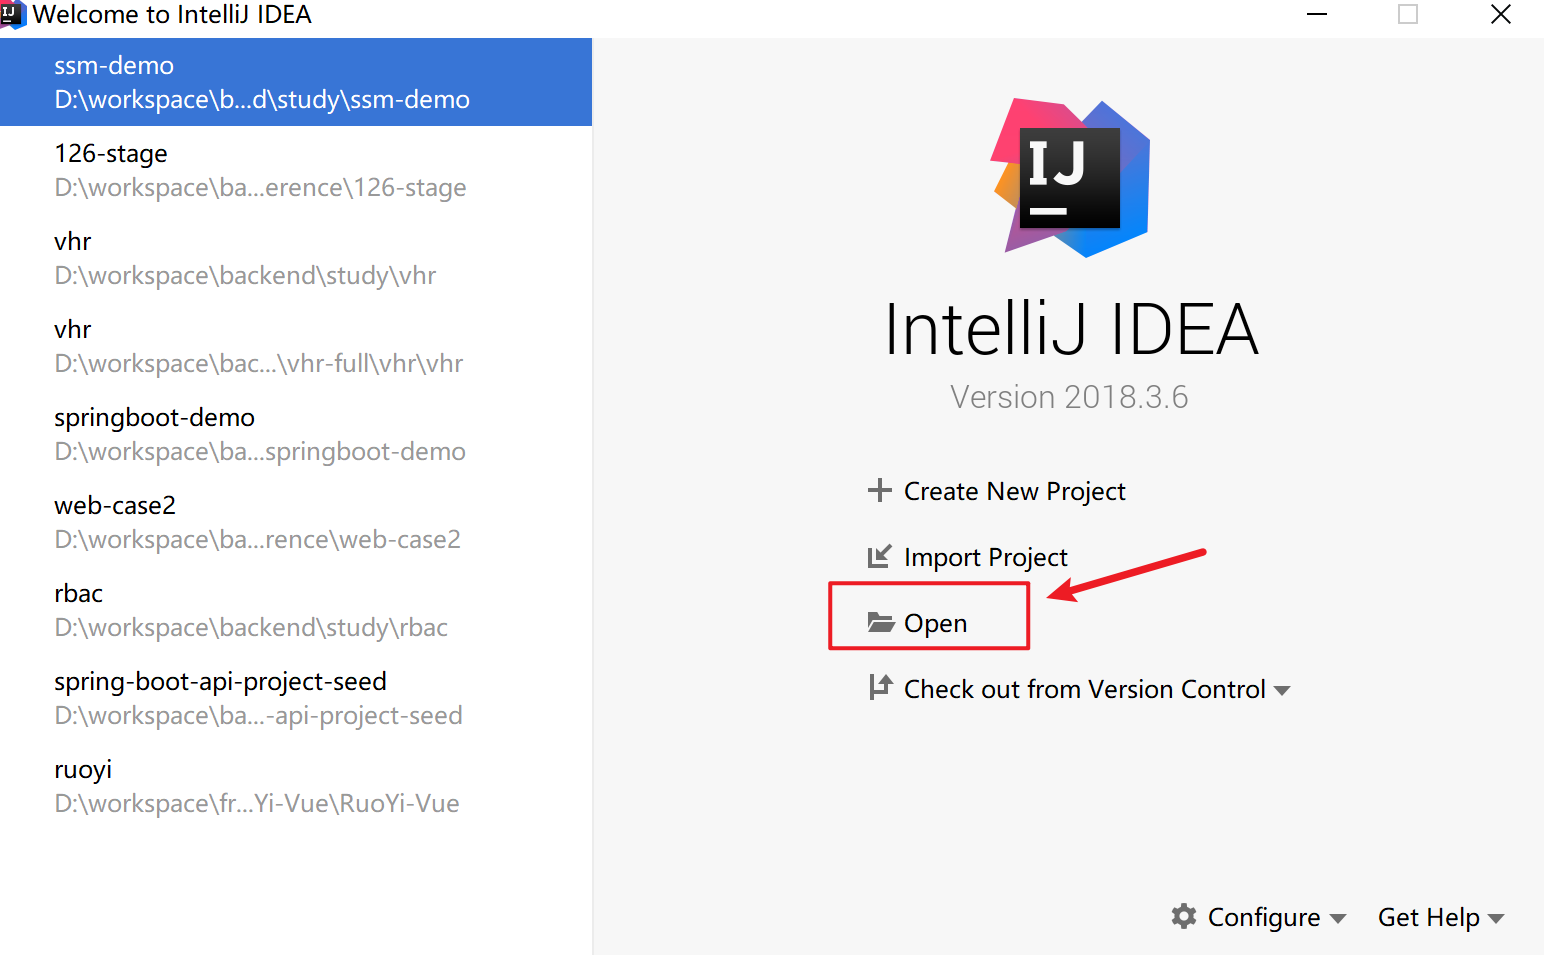 Welcome to IntelliJ IDEA
ssm-demo
D:\workspace\b...d\study\ssm-demo
126-stage
D:\workspace\ba...erence\126-stage
vhr
D:\workspace\backend\study\vhr
vhr
D:\workspace\bac...\vhr-full\vhr\vhr
springboot-demo
D:\workspace\ba...springboot-demo
web-case2
D:\workspace\ba...rence\web-case2
rbac
D:\workspace\backend\study\rbac
spring-boot-api-project-seed
D:\workspace\ba...-api-project-seed
ruoyi
D:\workspace\fr...Yi-Vue\RuoYi-Vue
IJ
IntelliJ IDEA
Version 2018.3.6
Create New Project
Import Project
Open
Check out from Version Control
Configure
Get Help